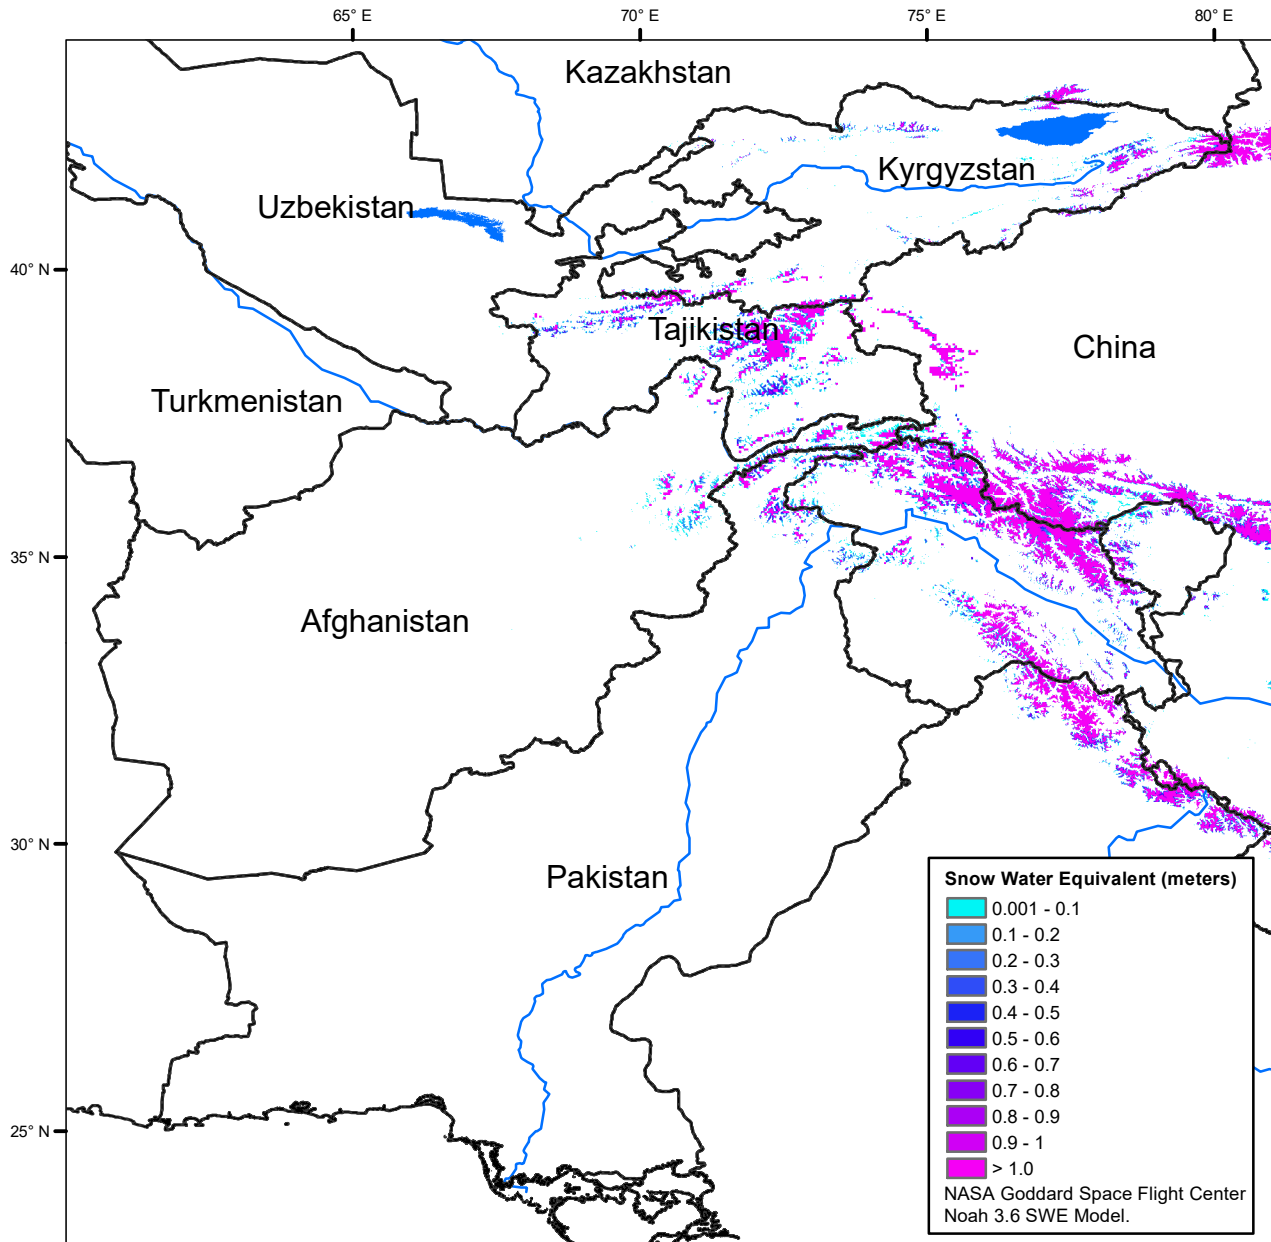 65° E
70° E
75° E
80° E
Kazakhstan
Kyrgyzstan
Uzbekistan
40° N
Tajikistan
China
Turkmenistan
35° N
Afghanistan
30° N
Pakistan
25° N
Snow Water Equivalent (meters)
0.001 - 0.1
0.1 - 0.2
0.2 - 0.3
0.3 - 0.4
0.4 - 0.5
0.5 - 0.6
0.6 - 0.7
0.7 - 0.8
0.8 - 0.9
0.9 - 1
> 1.0
NASA Goddard Space Flight Center
Noah 3.6 SWE Model.